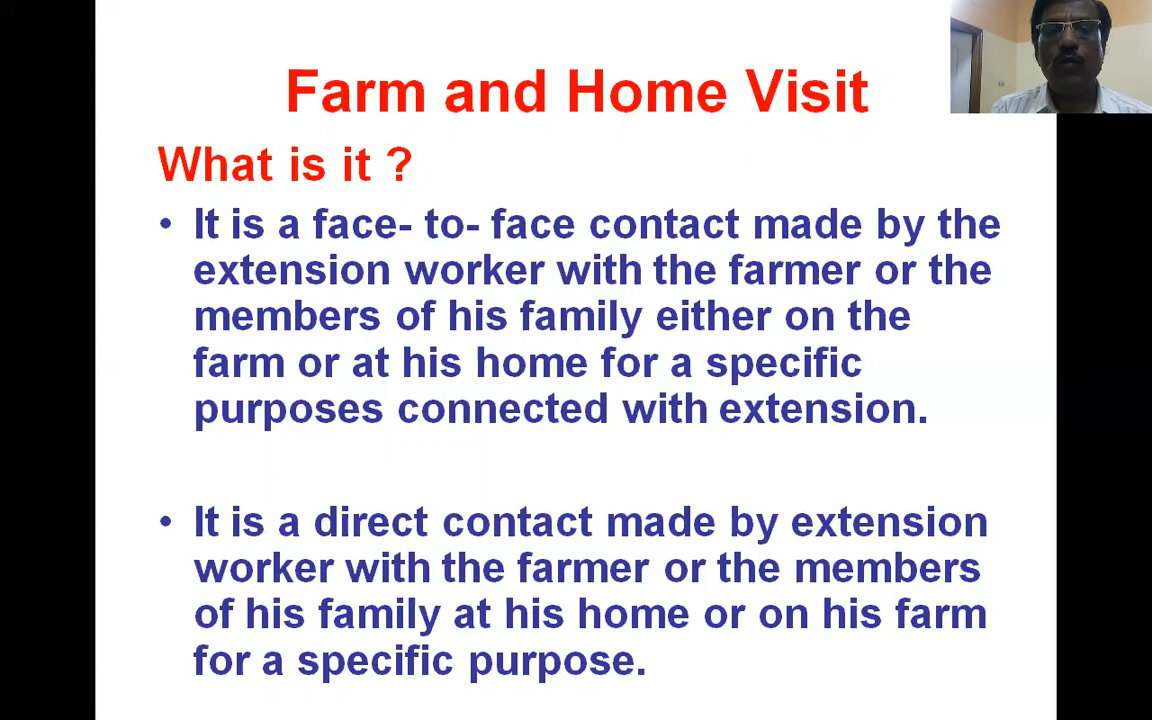 Farm and Home Visit
What is it ?
• It is a face- to- face contact made by the
extension worker with the farmer or the
members of his family either on the
farm or at his home for a specific
purposes connected with extension.
• It is a direct contact made by extension
worker with the farmer or the members
of his family at his home or on his farm
for a specific purpose.